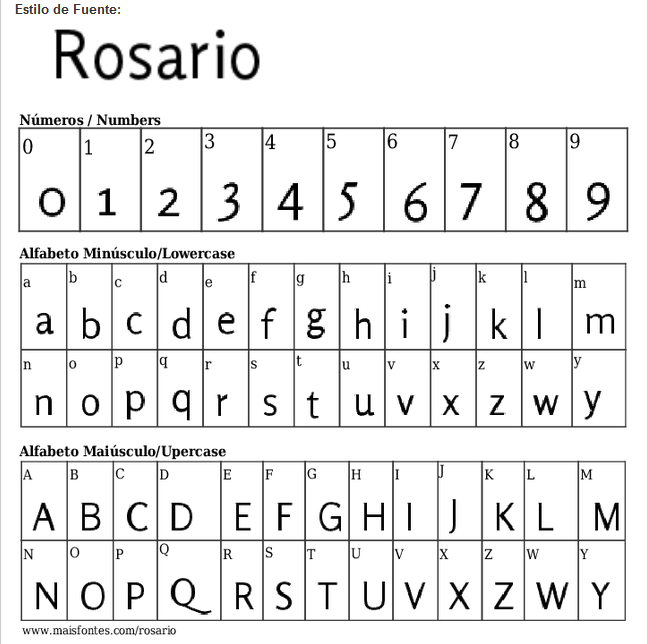 Estilo de Fuente:
Rosario
Números / Numbers
0 1 2 3 4 5 6 7 8 9
0 1 2 3 4 5 6 7 8 9
Alfabeto Minúsculo/Lowercase
a b c d e f g h i j k l m
a b c d e f g h i j k l m
n o p q r s t u v x z w y
n o p q r s t u v x z w y
Alfabeto Maiúsculo/Upercase
A B C D E F G H I J K L M
A B C D E F G H I J K L M
N O P Q R S T U V X Z W Y
N O P Q R S T U V X Z W Y
www.maisfontes.com/rosario